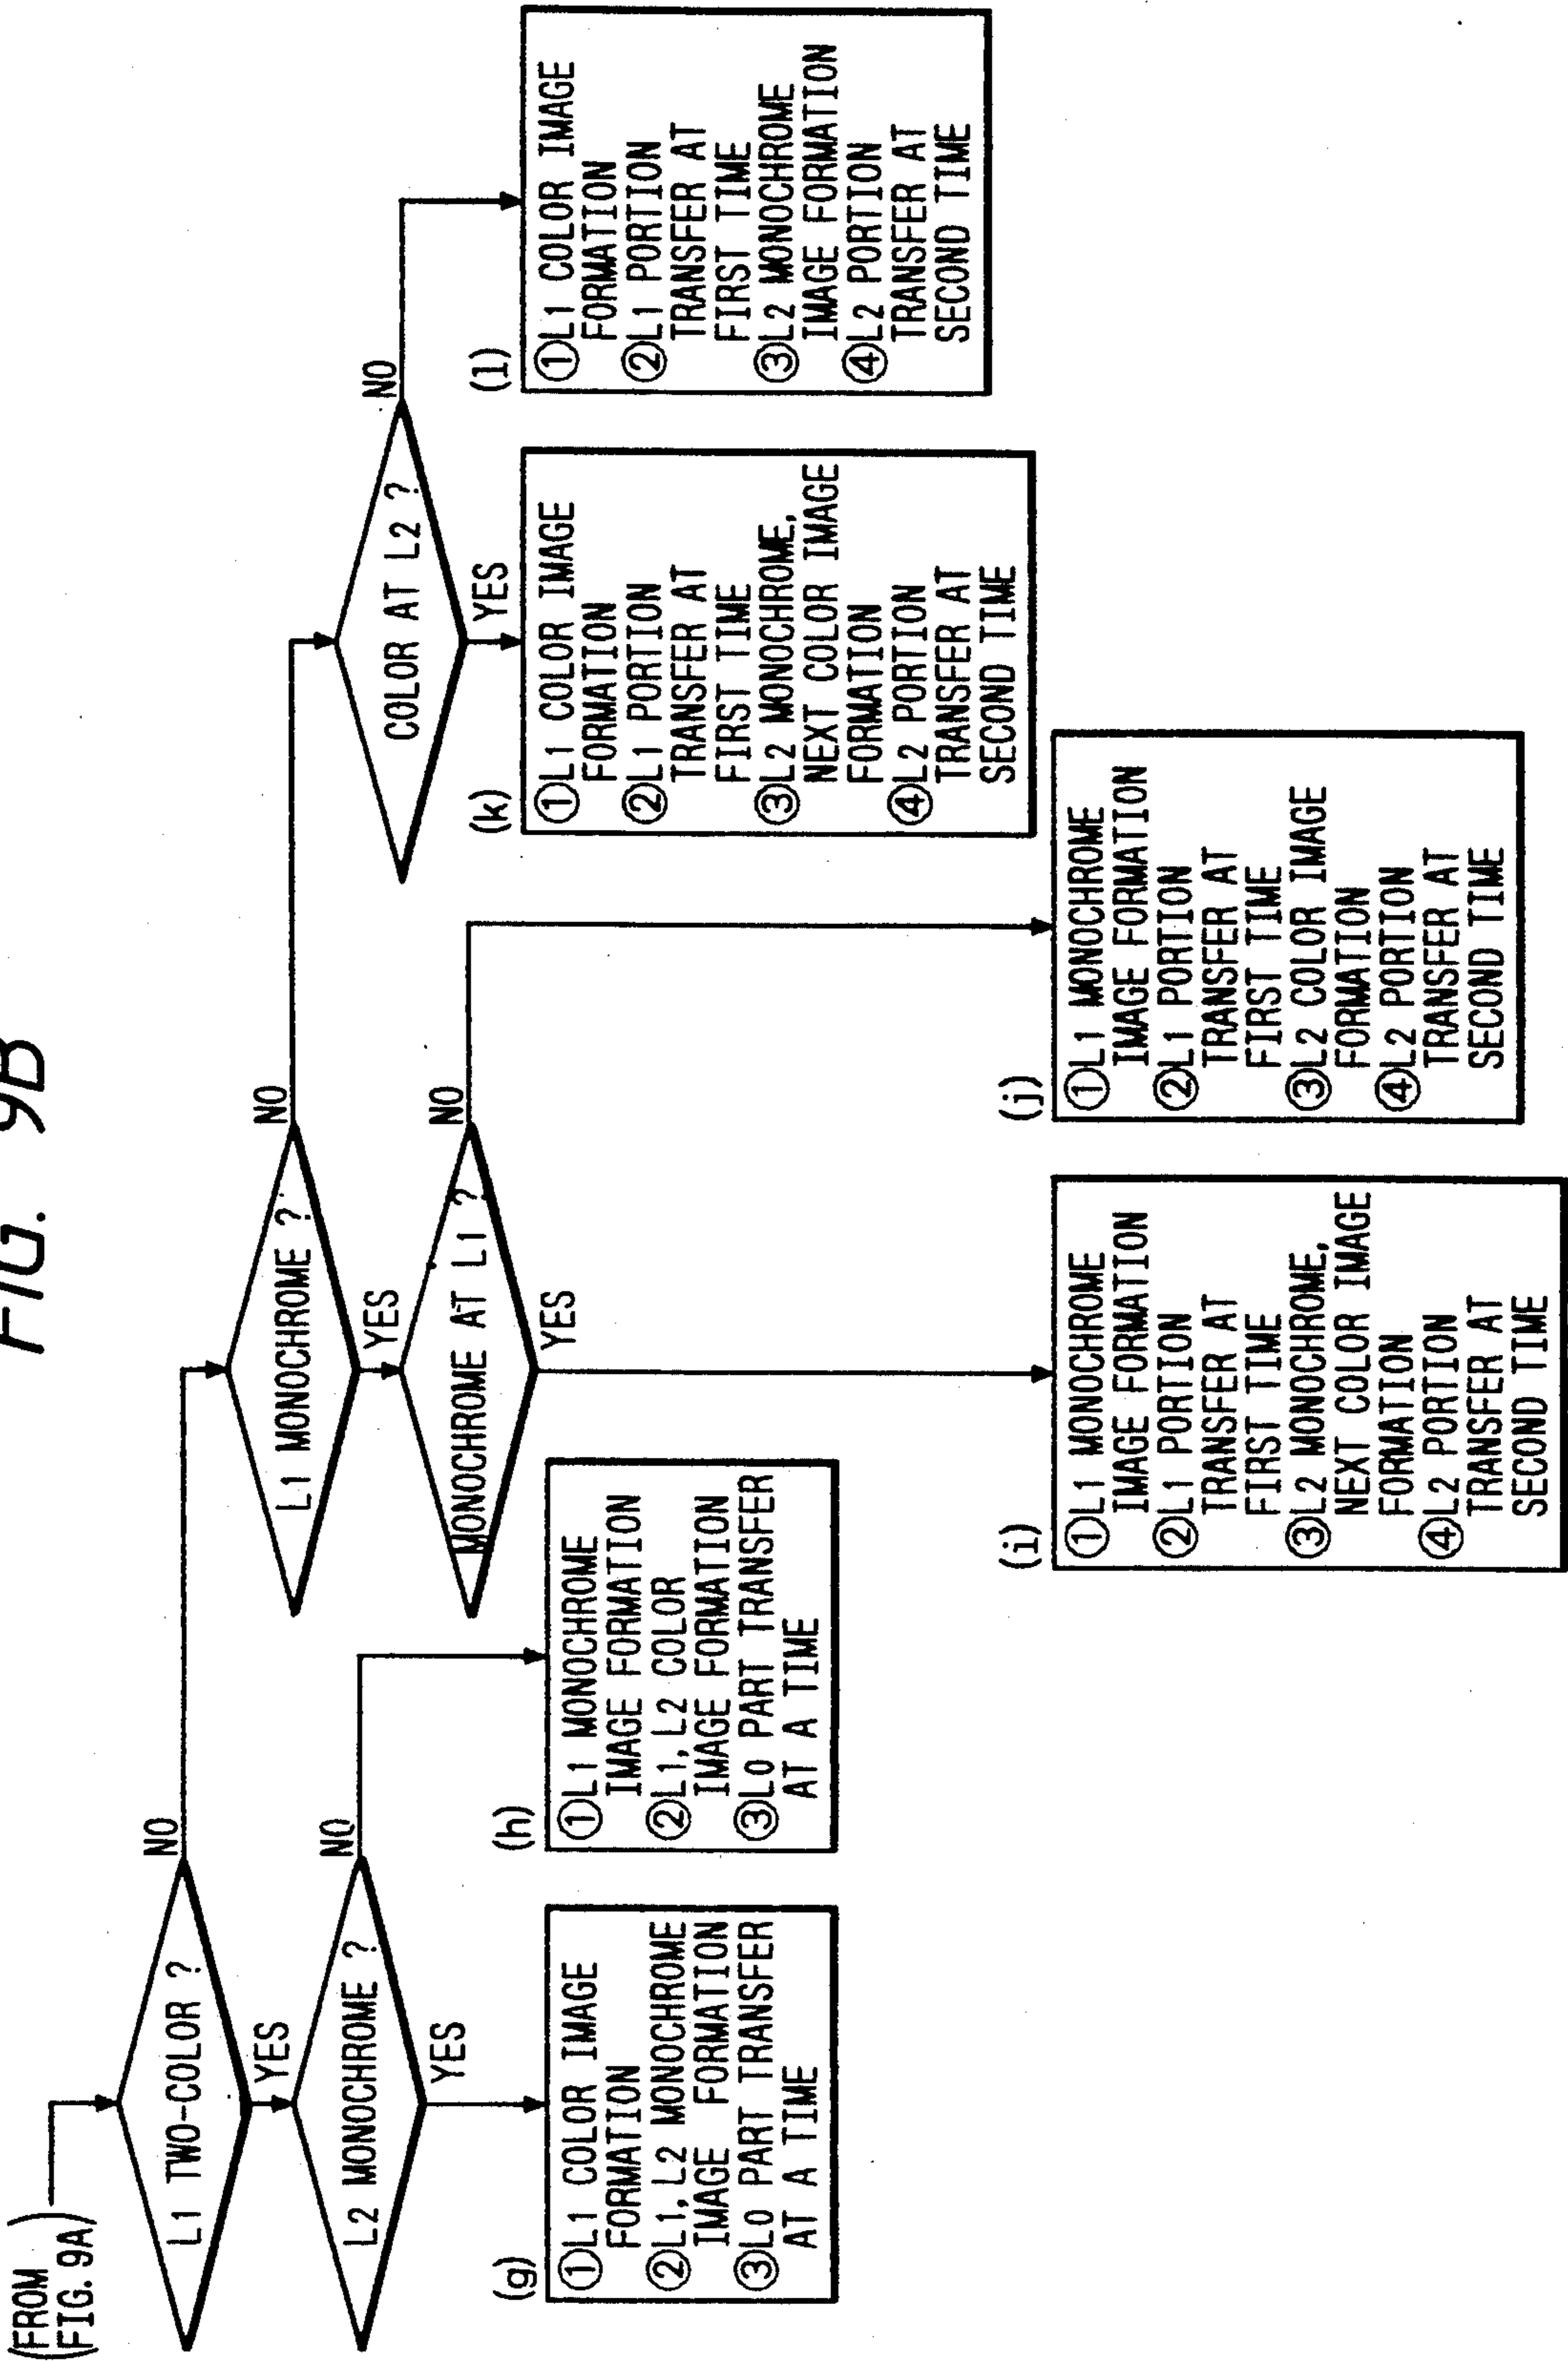 FIG. 9B
(FROM
FIG. 9A)
L1 TWO-COLOR ?
NO
YES
L2 MONOCHROME ?
NO
YES
L1 MONOCHROME ?
NO
YES
MONOCHROME AT L1 ?
NO
YES
COLOR AT L2 ?
NO
YES
(g)
①L1 COLOR IMAGE
FORMATION
②L1, L2 MONOCHROME
IMAGE FORMATION
③L0 PART TRANSFER
AT A TIME
(h)
①L1 MONOCHROME
IMAGE FORMATION
②L1, L2 COLOR
IMAGE FORMATION
③L0 PART TRANSFER
AT A TIME
(i)
①L1 MONOCHROME
IMAGE FORMATION
②L1 PORTION
TRANSFER AT
FIRST TIME
③L2 MONOCHROME,
NEXT COLOR IMAGE
FORMATION
④L2 PORTION
TRANSFER AT
SECOND TIME
(j)
①L1 MONOCHROME
IMAGE FORMATION
②L1 PORTION
TRANSFER AT
FIRST TIME
③L2 COLOR IMAGE
FORMATION
④L2 PORTION
TRANSFER AT
SECOND TIME
(k)
①L1 COLOR IMAGE
FORMATION
②L1 PORTION
TRANSFER AT
FIRST TIME
③L2 MONOCHROME,
NEXT COLOR IMAGE
FORMATION
④L2 PORTION
TRANSFER AT
SECOND TIME
(l)
①L1 COLOR IMAGE
FORMATION
②L1 PORTION
TRANSFER AT
FIRST TIME
③L2 MONOCHROME
IMAGE FORMATION
④L2 PORTION
TRANSFER AT
SECOND TIME